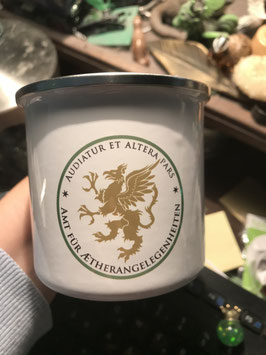 AUDIATUR ET ALTERA PARS
AMT FÜR ÆTHERANGELEGENHEITEN